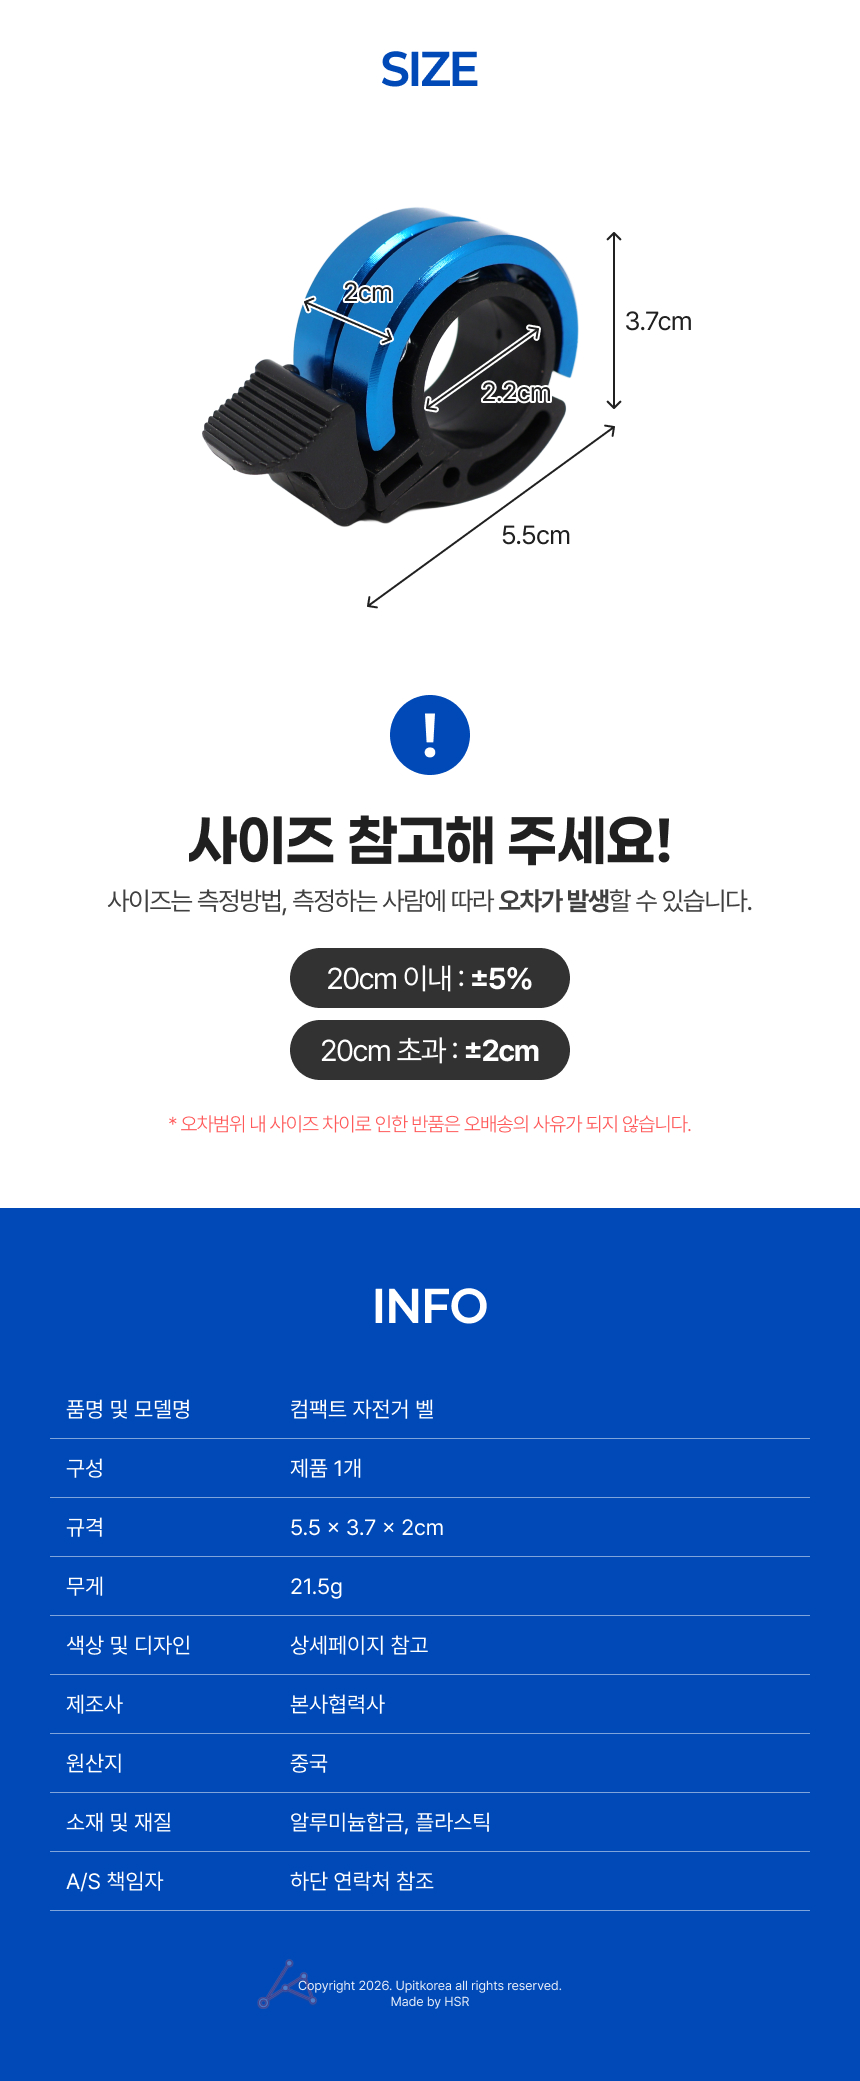 SIZE
2cm
3.7cm
2.2cm
5.5cm
!
사이즈 참고해 주세요!
사이즈는 측정방법, 측정하는 사람에 따라 오차가 발생할 수 있습니다.
20cm 이내 : ±5%
20cm 초과 : ±2cm
* 오차범위 내 사이즈 차이로 인한 반품은 오배송의 사유가 되지 않습니다.
INFO
품명 및 모델명 컴팩트 자전거 벨
구성 제품 1개
규격 5.5 × 3.7 × 2cm
무게 21.5g
색상 및 디자인 상세페이지 참고
제조사 본사협력사
원산지 중국
소재 및 재질 알루미늄합금, 플라스틱
A/S 책임자 하단 연락처 참조
Copyright 2026. Upitkorea all rights reserved.
Made by HSR